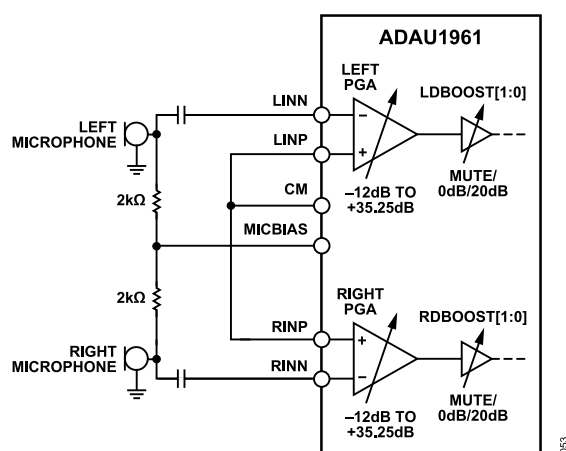 ADAU1961
LEFT
PGA
LDBOOST[1:0]
LINN
LEFT
MICROPHONE
LINP
MUTE/
0dB/20dB
–12dB TO
+35.25dB
CM
2kΩ
MICBIAS
2kΩ
RIGHT
PGA
RDBOOST[1:0]
RINP
RIGHT
MICROPHONE
RINN
MUTE/
0dB/20dB
–12dB TO
+35.25dB